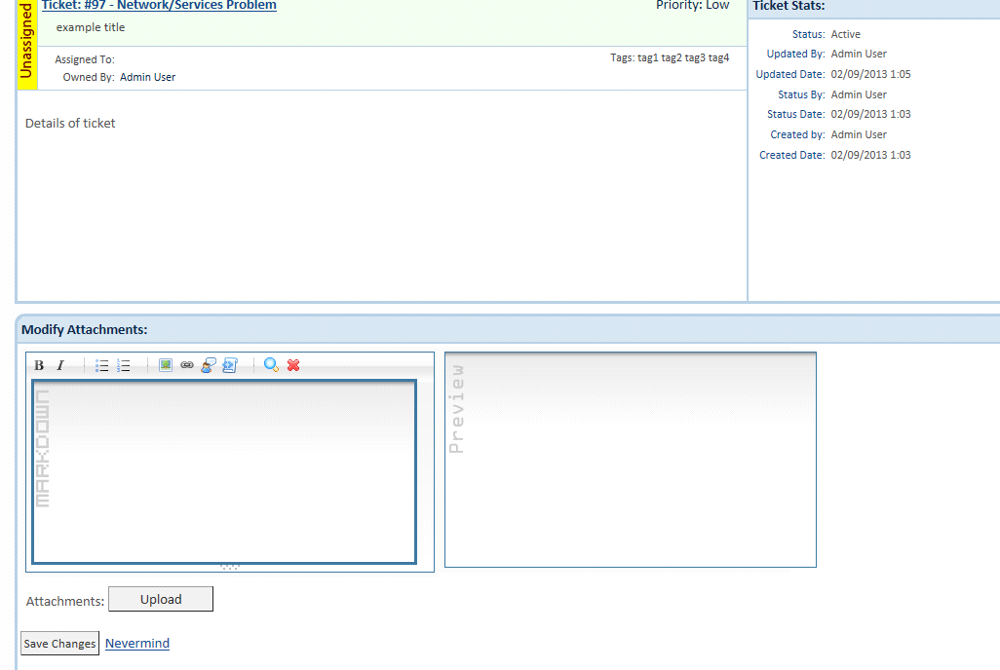 Unassigned
Ticket: #97 - Network/Services Problem
Priority: Low
example title
Assigned To:
Owned By: Admin User
Tags: tag1 tag2 tag3 tag4
Details of ticket
Ticket Stats:
Status: Active
Updated By: Admin User
Updated Date: 02/09/2013 1:05
Status By: Admin User
Status Date: 02/09/2013 1:03
Created by: Admin User
Created Date: 02/09/2013 1:03
Modify Attachments:
B I
MARKDOWN
Preview
Attachments: Upload
Save Changes Nevermind